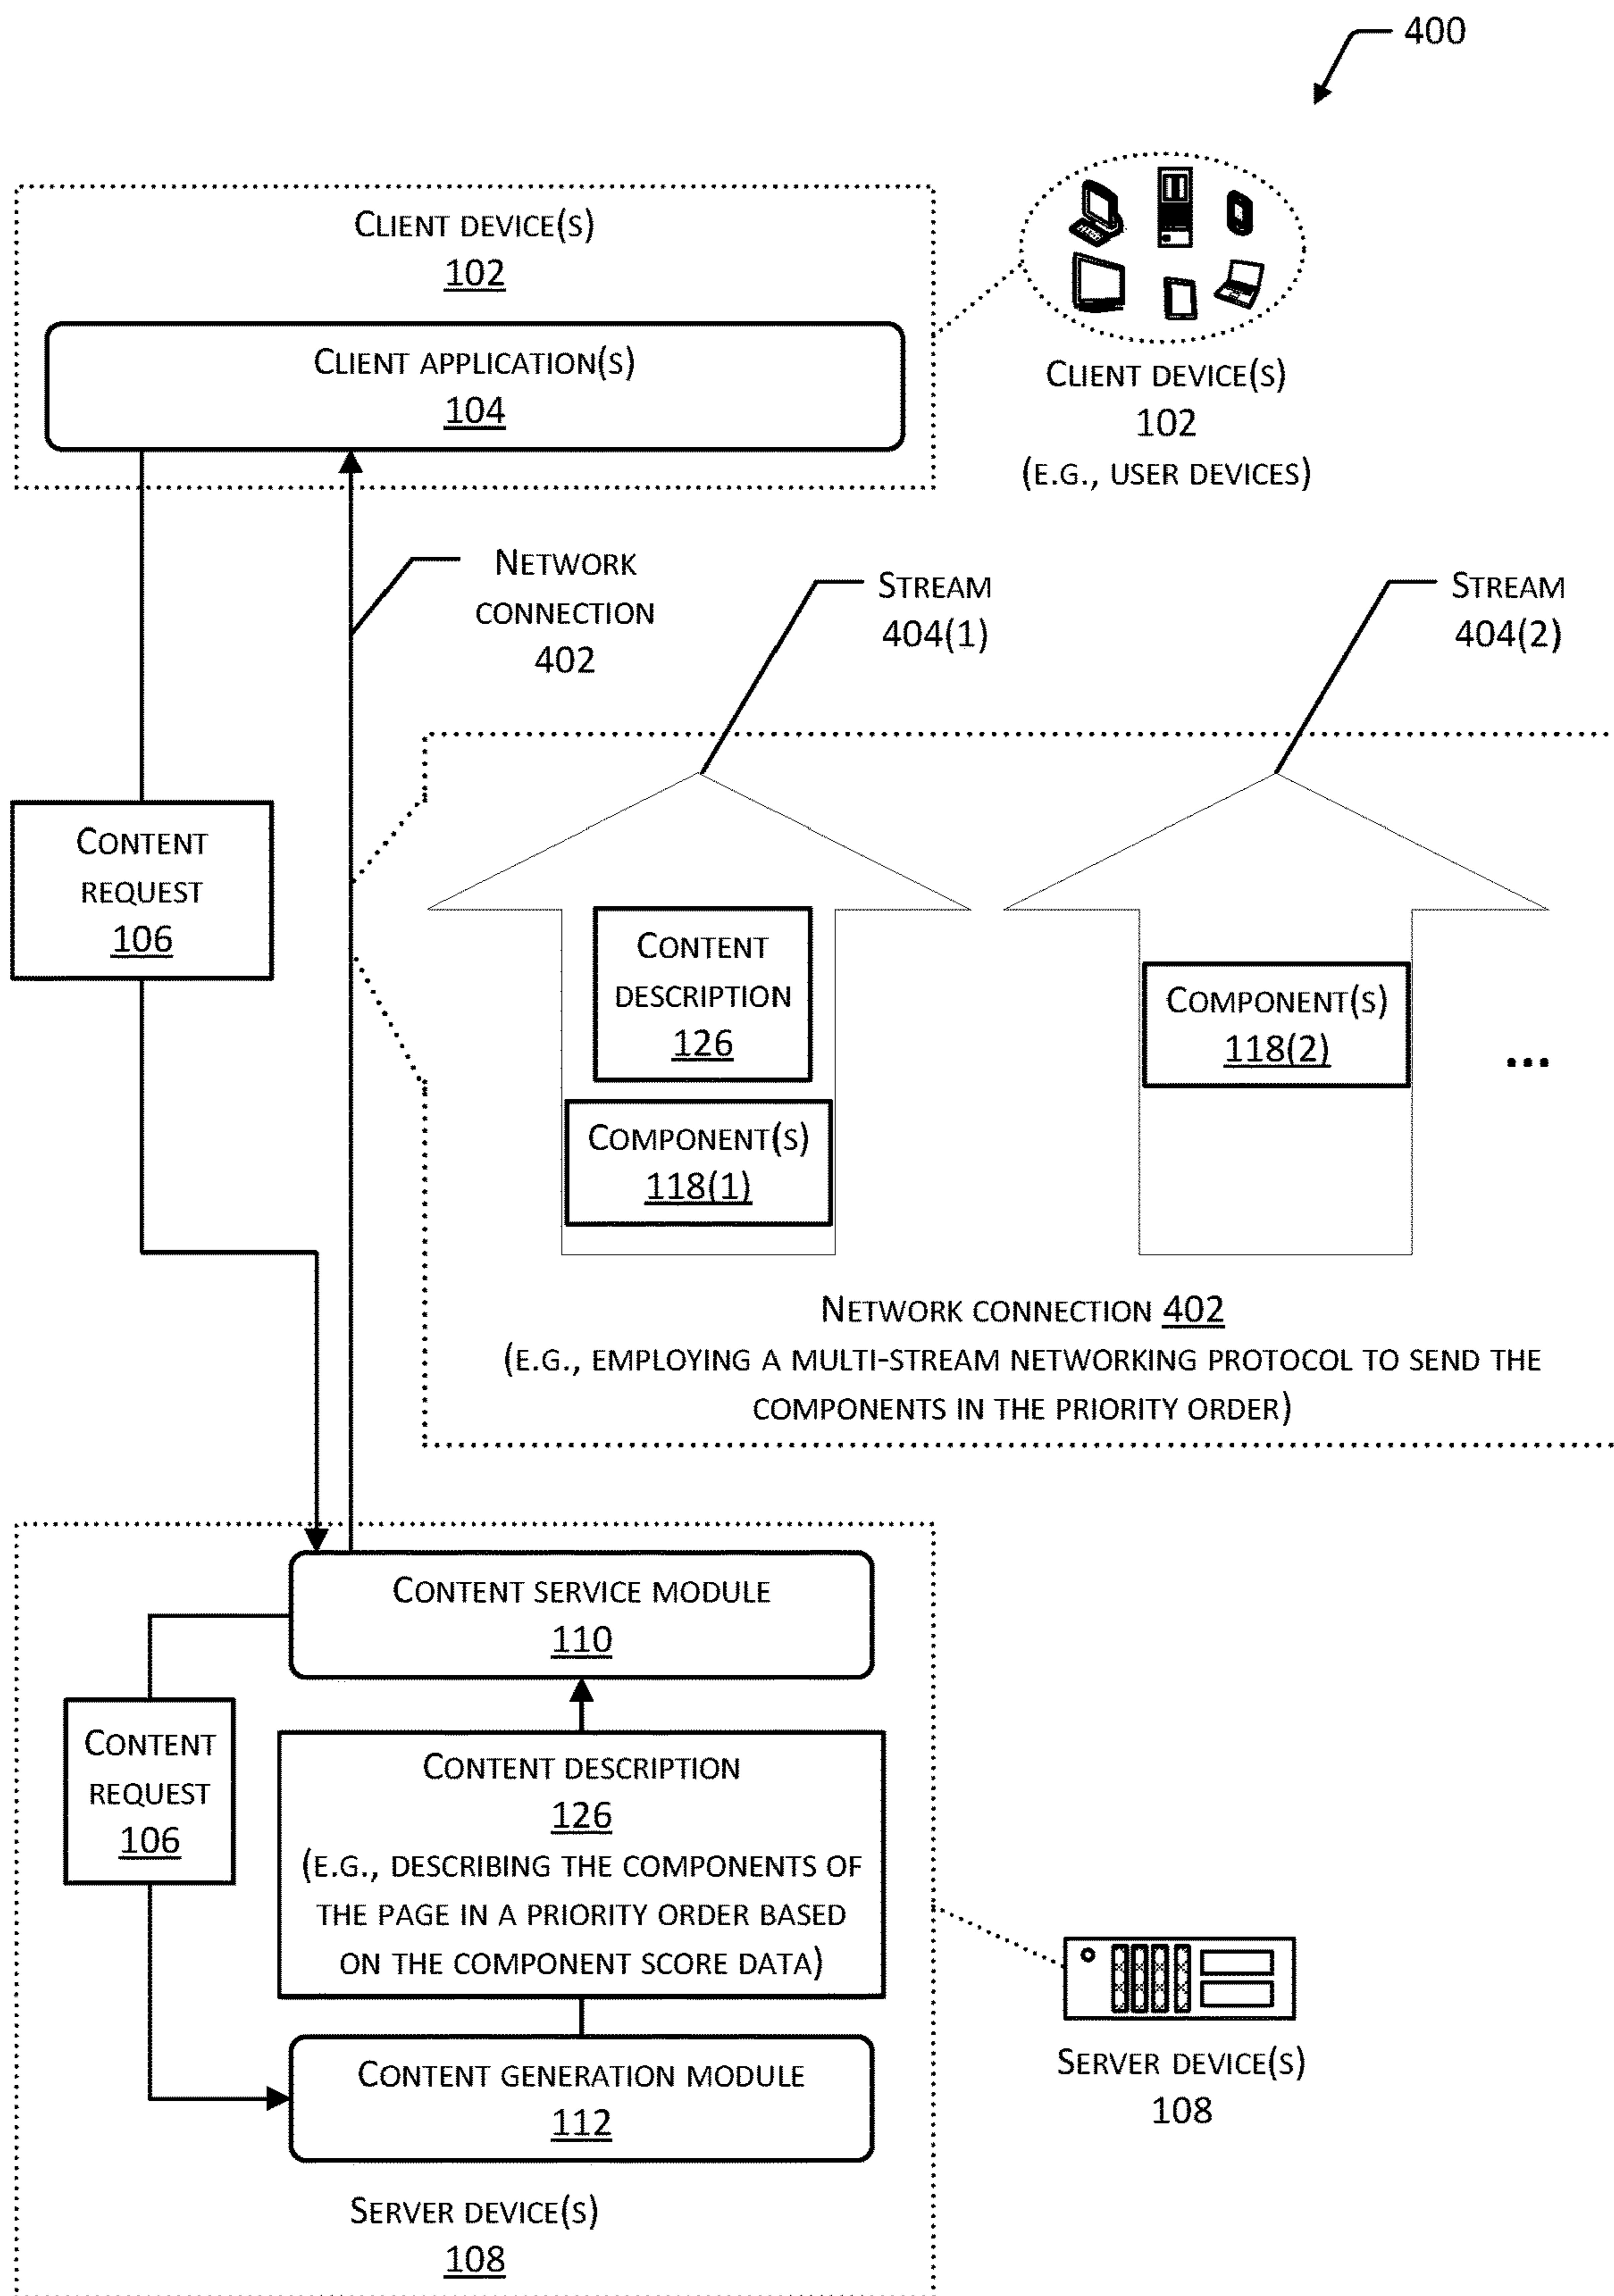 400
CLIENT DEVICE(S)
102
CLIENT APPLICATION(S)
104
CLIENT DEVICE(S)
102
(E.G., USER DEVICES)
NETWORK
CONNECTION
402
STREAM
404(1)
STREAM
404(2)
CONTENT
REQUEST
106
CONTENT
DESCRIPTION
126
COMPONENT(S)
118(1)
COMPONENT(S)
118(2)
...
NETWORK CONNECTION 402
(E.G., EMPLOYING A MULTI-STREAM NETWORKING PROTOCOL TO SEND THE
COMPONENTS IN THE PRIORITY ORDER)
CONTENT SERVICE MODULE
110
CONTENT
REQUEST
106
CONTENT DESCRIPTION
126
(E.G., DESCRIBING THE COMPONENTS OF
THE PAGE IN A PRIORITY ORDER BASED
ON THE COMPONENT SCORE DATA)
CONTENT GENERATION MODULE
112
SERVER DEVICE(S)
108
SERVER DEVICE(S)
108